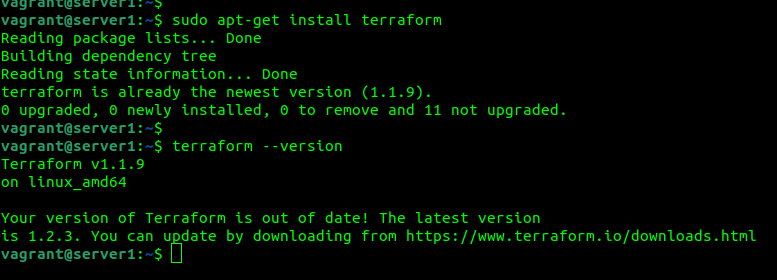 vagrant@server1:~$
vagrant@server1:~$ sudo apt-get install terraform
Reading package lists... Done
Building dependency tree
Reading state information... Done
terraform is already the newest version (1.1.9).
0 upgraded, 0 newly installed, 0 to remove and 11 not upgraded.
vagrant@server1:~$
vagrant@server1:~$ terraform --version
Terraform v1.1.9
on linux_amd64
Your version of Terraform is out of date! The latest version
is 1.2.3. You can update by downloading from https://www.terraform.io/downloads.html
vagrant@server1:~$